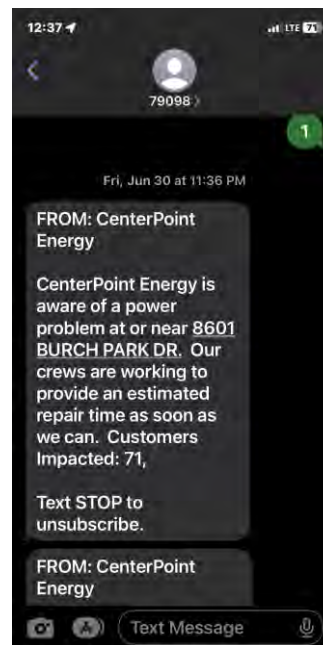 12:37
LTE 71
79098 >
1
Fri, Jun 30 at 11:36 PM
FROM: CenterPoint
Energy
CenterPoint Energy is
aware of a power
problem at or near 8601
BURCH PARK DR. Our
crews are working to
provide an estimated
repair time as soon as
we can. Customers
Impacted: 71,
Text STOP to
unsubscribe.
FROM: CenterPoint
Energy
Text Message